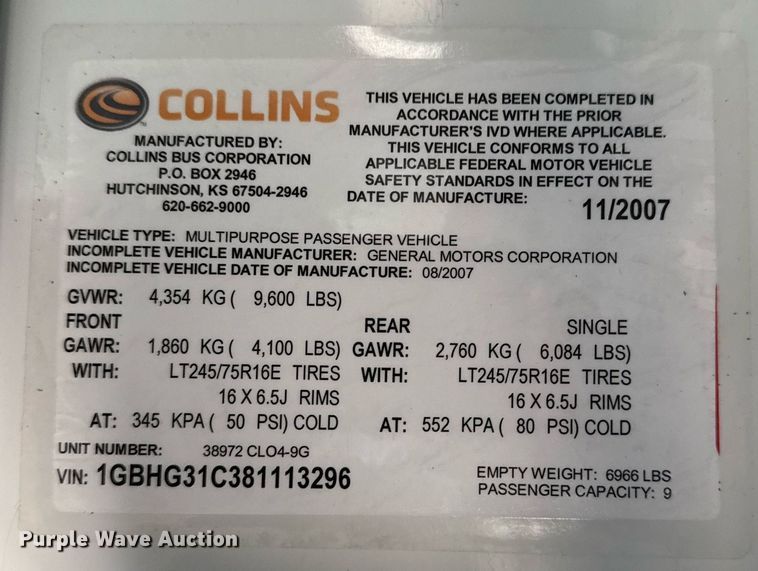 COLLINS
MANUFACTURED BY:
COLLINS BUS CORPORATION
P.O. BOX 2946
HUTCHINSON, KS 67504-2946
620-662-9000
THIS VEHICLE HAS BEEN COMPLETED IN
ACCORDANCE WITH THE PRIOR
MANUFACTURER'S IVD WHERE APPLICABLE.
THIS VEHICLE CONFORMS TO ALL
APPLICABLE FEDERAL MOTOR VEHICLE
SAFETY STANDARDS IN EFFECT ON THE
DATE OF MANUFACTURE: 11/2007
VEHICLE TYPE: MULTIPURPOSE PASSENGER VEHICLE
INCOMPLETE VEHICLE MANUFACTURER: GENERAL MOTORS CORPORATION
INCOMPLETE VEHICLE DATE OF MANUFACTURE: 08/2007
GVWR: 4,354 KG ( 9,600 LBS)
FRONT REAR SINGLE
GAWR: 1,860 KG ( 4,100 LBS) GAWR: 2,760 KG ( 6,084 LBS)
WITH: LT245/75R16E TIRES WITH: LT245/75R16E TIRES
16 X 6.5J RIMS 16 X 6.5J RIMS
AT: 345 KPA ( 50 PSI) COLD AT: 552 KPA ( 80 PSI) COLD
UNIT NUMBER: 38972 CLO4-9G
VIN: 1GBHG31C381113296
EMPTY WEIGHT: 6966 LBS
PASSENGER CAPACITY: 9
Purple Wave Auction